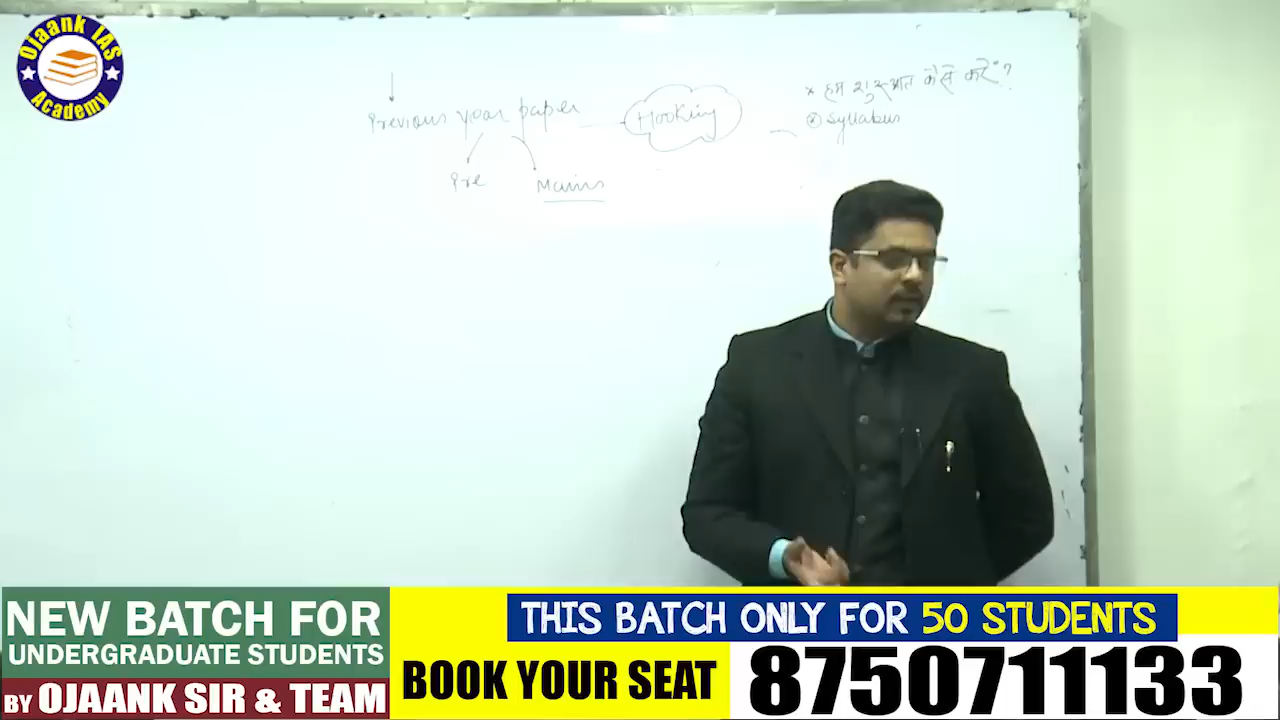 Ojaank IAS
Academy
Previous year paper
Hooking
Pre
Mains
× हम शुरुआत कैसे करें ?
* Syllabus
NEW BATCH FOR
UNDERGRADUATE STUDENTS
BY OJAANK SIR & TEAM
THIS BATCH ONLY FOR 50 STUDENTS
BOOK YOUR SEAT
8750711133